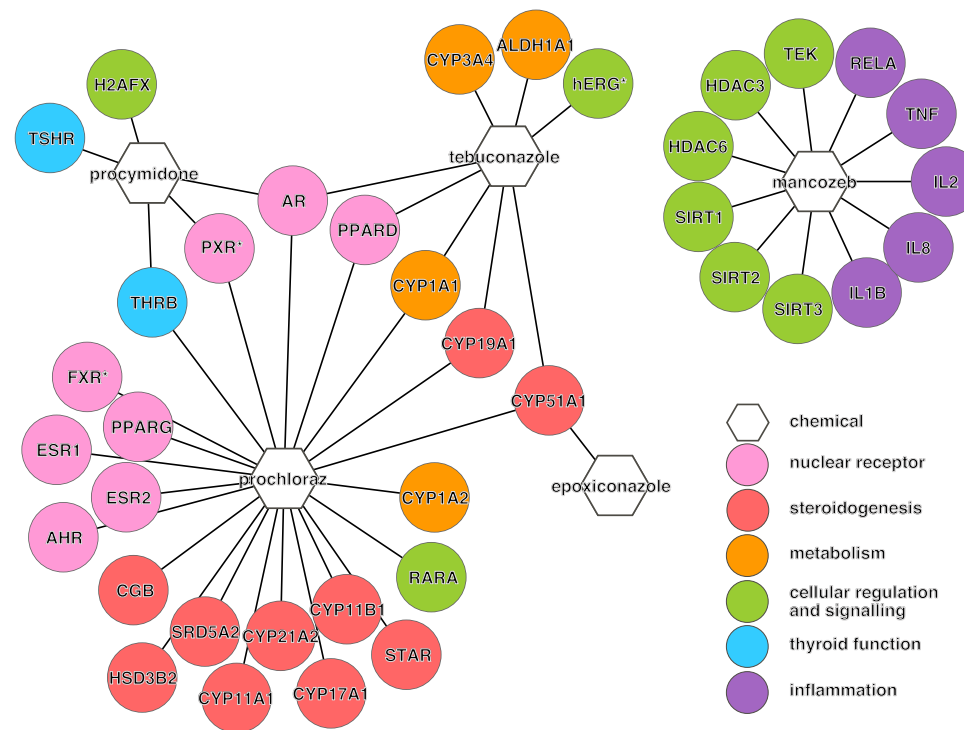 ALDH1A1
CYP3A4
TEK
RELA
H2AFX
hERG*
HDAC3
TNF
TSHR
HDAC6
tebuconazole
procymidone
mancozeb
IL2
AR
SIRT1
PPARD
PXR*
IL8
SIRT2
CYP1A1
IL1B
THRB
SIRT3
CYP19A1
FXR*
CYP51A1
PPARG
chemical
ESR1
nuclear receptor
prochloraz
epoxiconazole
ESR2
CYP1A2
steroidogenesis
AHR
metabolism
RARA
CGB
cellular regulation
and signalling
CYP11B1
SRD5A2
CYP21A2
thyroid function
STAR
HSD3B2
CYP11A1
CYP17A1
inflammation